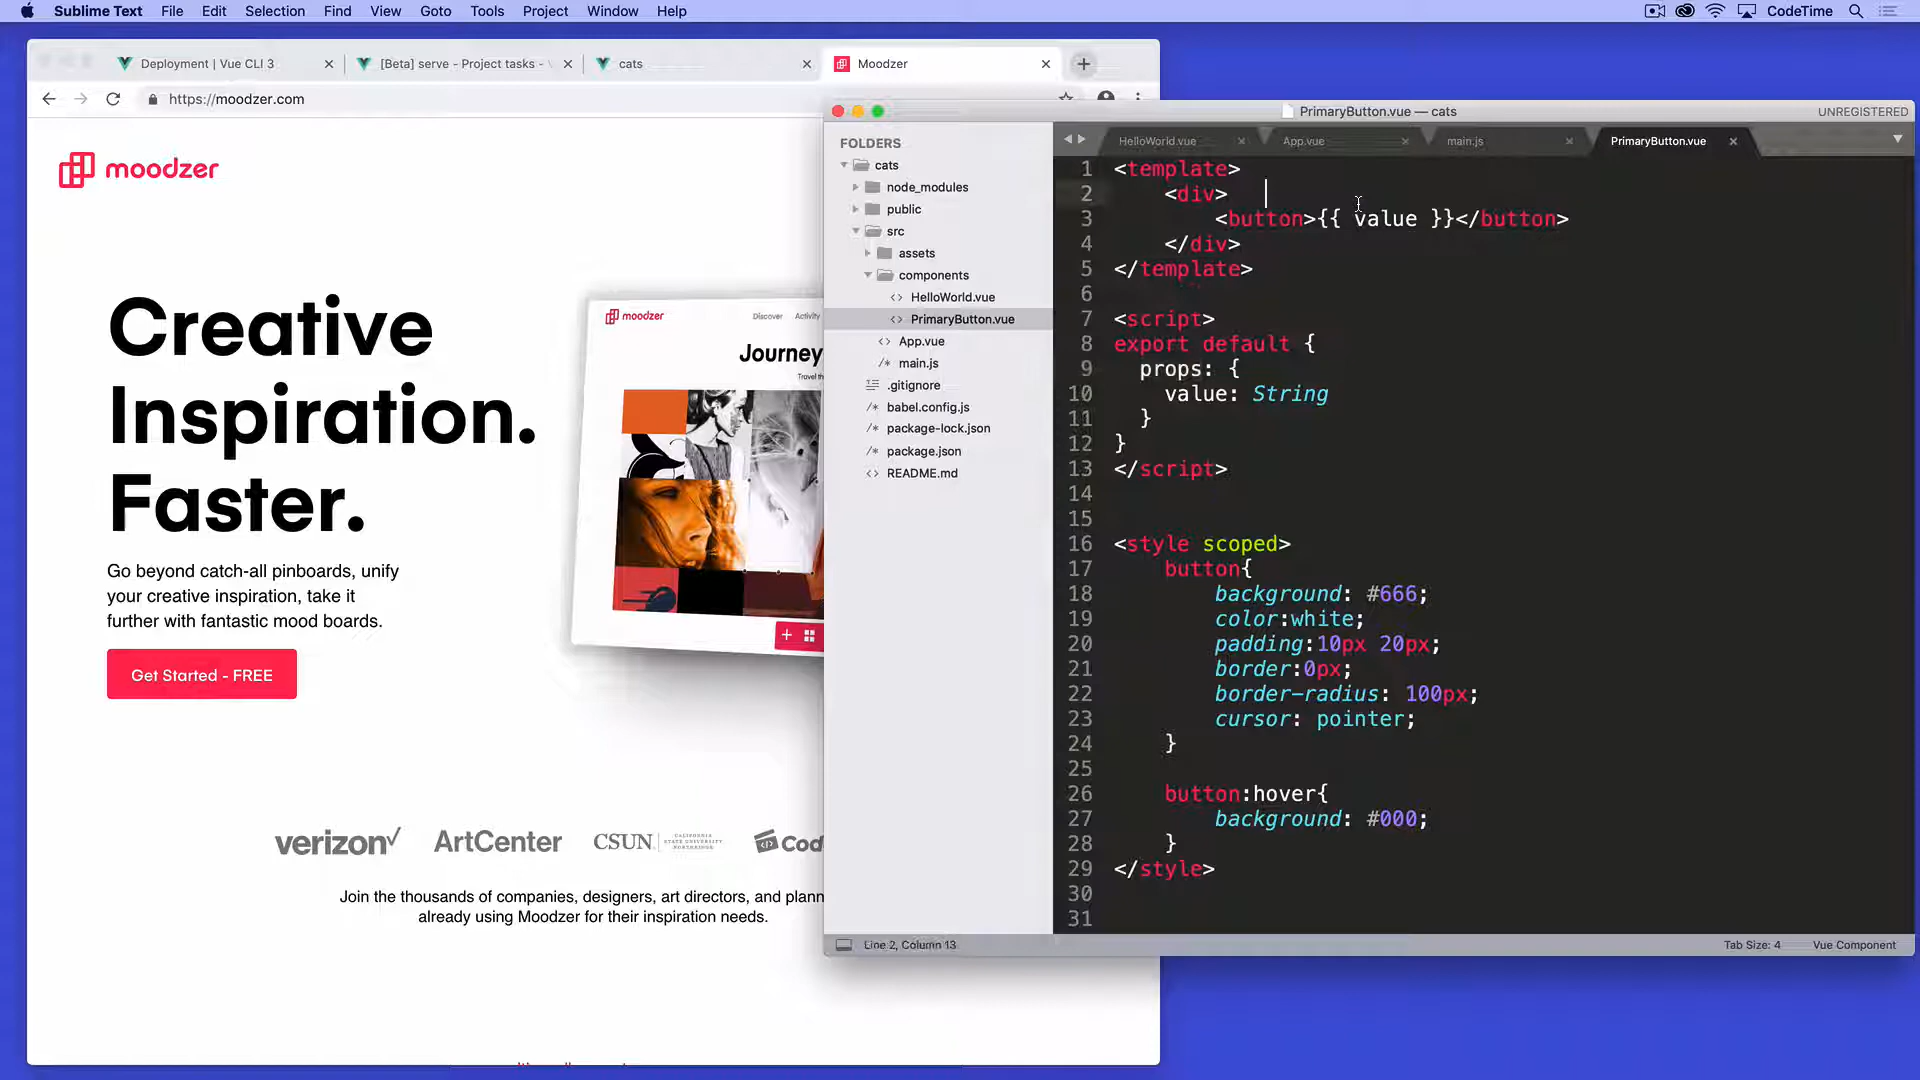 Sublime Text File Edit Selection Find View Goto Tools Project Window Help CodeTime
Deployment | Vue CLI 3
[Beta] serve - Project tasks -
cats
Moodzer
https://moodzer.com
moodzer
Creative
Inspiration.
Faster.
Go beyond catch-all pinboards, unify
your creative inspiration, take it
further with fantastic mood boards.
Get Started - FREE
moodzer
Discover Activity
Journey
Travel
verizon ArtCenter CSUN CALIFORNIA STATE UNIVERSITY NORTHRIDGE Cod
Join the thousands of companies, designers, art directors, and plann
already using Moodzer for their inspiration needs.
PrimaryButton.vue — cats
UNREGISTERED
FOLDERS
cats
node_modules
public
src
assets
components
HelloWorld.vue
PrimaryButton.vue
App.vue
main.js
.gitignore
babel.config.js
package-lock.json
package.json
README.md
HelloWorld.vue App.vue main.js PrimaryButton.vue
1 <template>
2 <div>
3 <button>{{ value }}</button>
4 </div>
5 </template>
6
7 <script>
8 export default {
9 props: {
10 value: String
11 }
12 }
13 </script>
14
15
16 <style scoped>
17 button{
18 background: #666;
19 color:white;
20 padding:10px 20px;
21 border:0px;
22 border-radius: 100px;
23 cursor: pointer;
24 }
25
26 button:hover{
27 background: #000;
28 }
29 </style>
30
31
Line 2, Column 13
Tab Size: 4
Vue Component